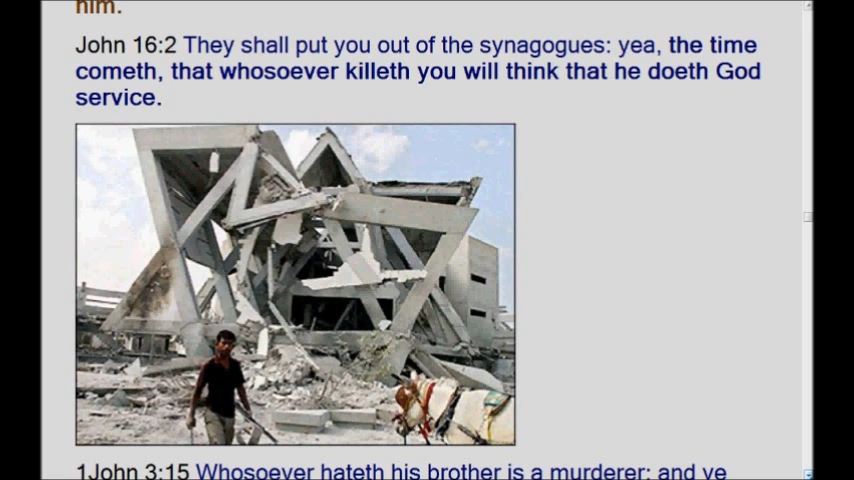 him.
John 16:2 They shall put you out of the synagogues: yea, the time
cometh, that whosoever killeth you will think that he doeth God
service.
1John 3:15 Whosoever hateth his brother is a murderer: and ye